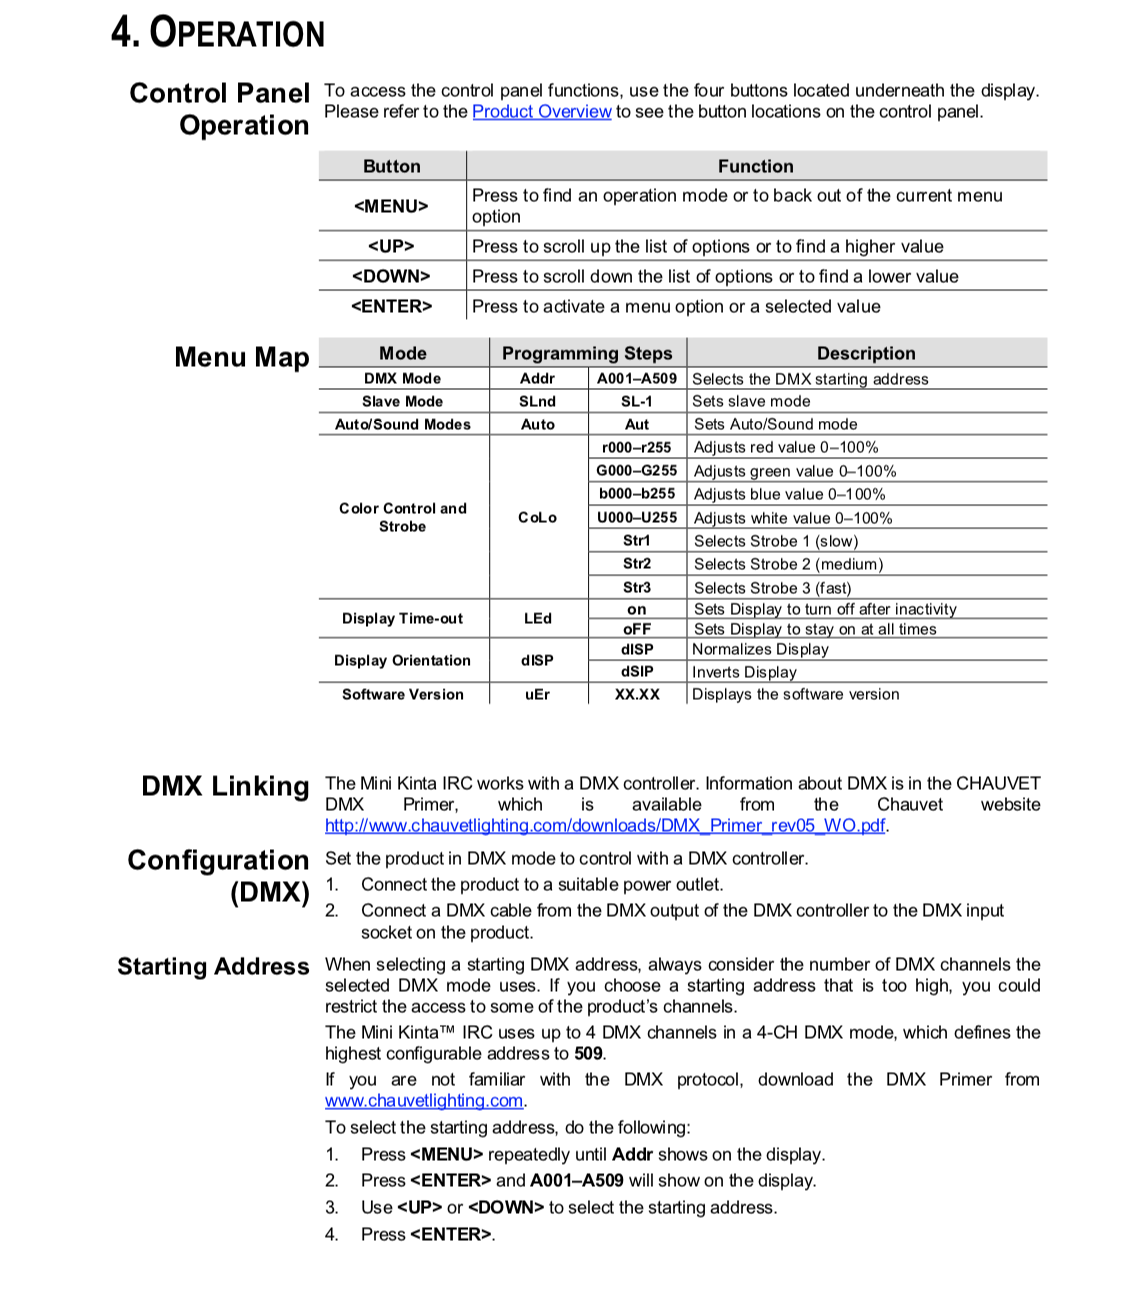 4. OPERATION
Control Panel
Operation
To access the control panel functions, use the four buttons located underneath the display.
Please refer to the Product Overview to see the button locations on the control panel.
Button Function
<MENU> Press to find an operation mode or to back out of the current menu
option
<UP> Press to scroll up the list of options or to find a higher value
<DOWN> Press to scroll down the list of options or to find a lower value
<ENTER> Press to activate a menu option or a selected value
Menu Map
Mode Programming Steps Description
DMX Mode Addr A001–A509 Selects the DMX starting address
Slave Mode SLnd SL-1 Sets slave mode
Auto/Sound Modes Auto Aut Sets Auto/Sound mode
Color Control and
Strobe
CoLo
r000–r255 Adjusts red value 0–100%
G000–G255 Adjusts green value 0–100%
b000–b255 Adjusts blue value 0–100%
U000–U255 Adjusts white value 0–100%
Str1 Selects Strobe 1 (slow)
Str2 Selects Strobe 2 (medium)
Str3 Selects Strobe 3 (fast)
Display Time-out LEd
on Sets Display to turn off after inactivity
oFF Sets Display to stay on at all times
Display Orientation dISP
dISP Normalizes Display
dSIP Inverts Display
Software Version uEr XX.XX Displays the software version
DMX Linking
The Mini Kinta IRC works with a DMX controller. Information about DMX is in the CHAUVET
DMX Primer, which is available from the Chauvet website
http://www.chauvetlighting.com/downloads/DMX_Primer_rev05_WO.pdf.
Configuration
(DMX)
Set the product in DMX mode to control with a DMX controller.
1. Connect the product to a suitable power outlet.
2. Connect a DMX cable from the DMX output of the DMX controller to the DMX input
socket on the product.
Starting Address
When selecting a starting DMX address, always consider the number of DMX channels the
selected DMX mode uses. If you choose a starting address that is too high, you could
restrict the access to some of the product’s channels.
The Mini Kinta™ IRC uses up to 4 DMX channels in a 4-CH DMX mode, which defines the
highest configurable address to 509.
If you are not familiar with the DMX protocol, download the DMX Primer from
www.chauvetlighting.com.
To select the starting address, do the following:
1. Press <MENU> repeatedly until Addr shows on the display.
2. Press <ENTER> and A001–A509 will show on the display.
3. Use <UP> or <DOWN> to select the starting address.
4. Press <ENTER>.